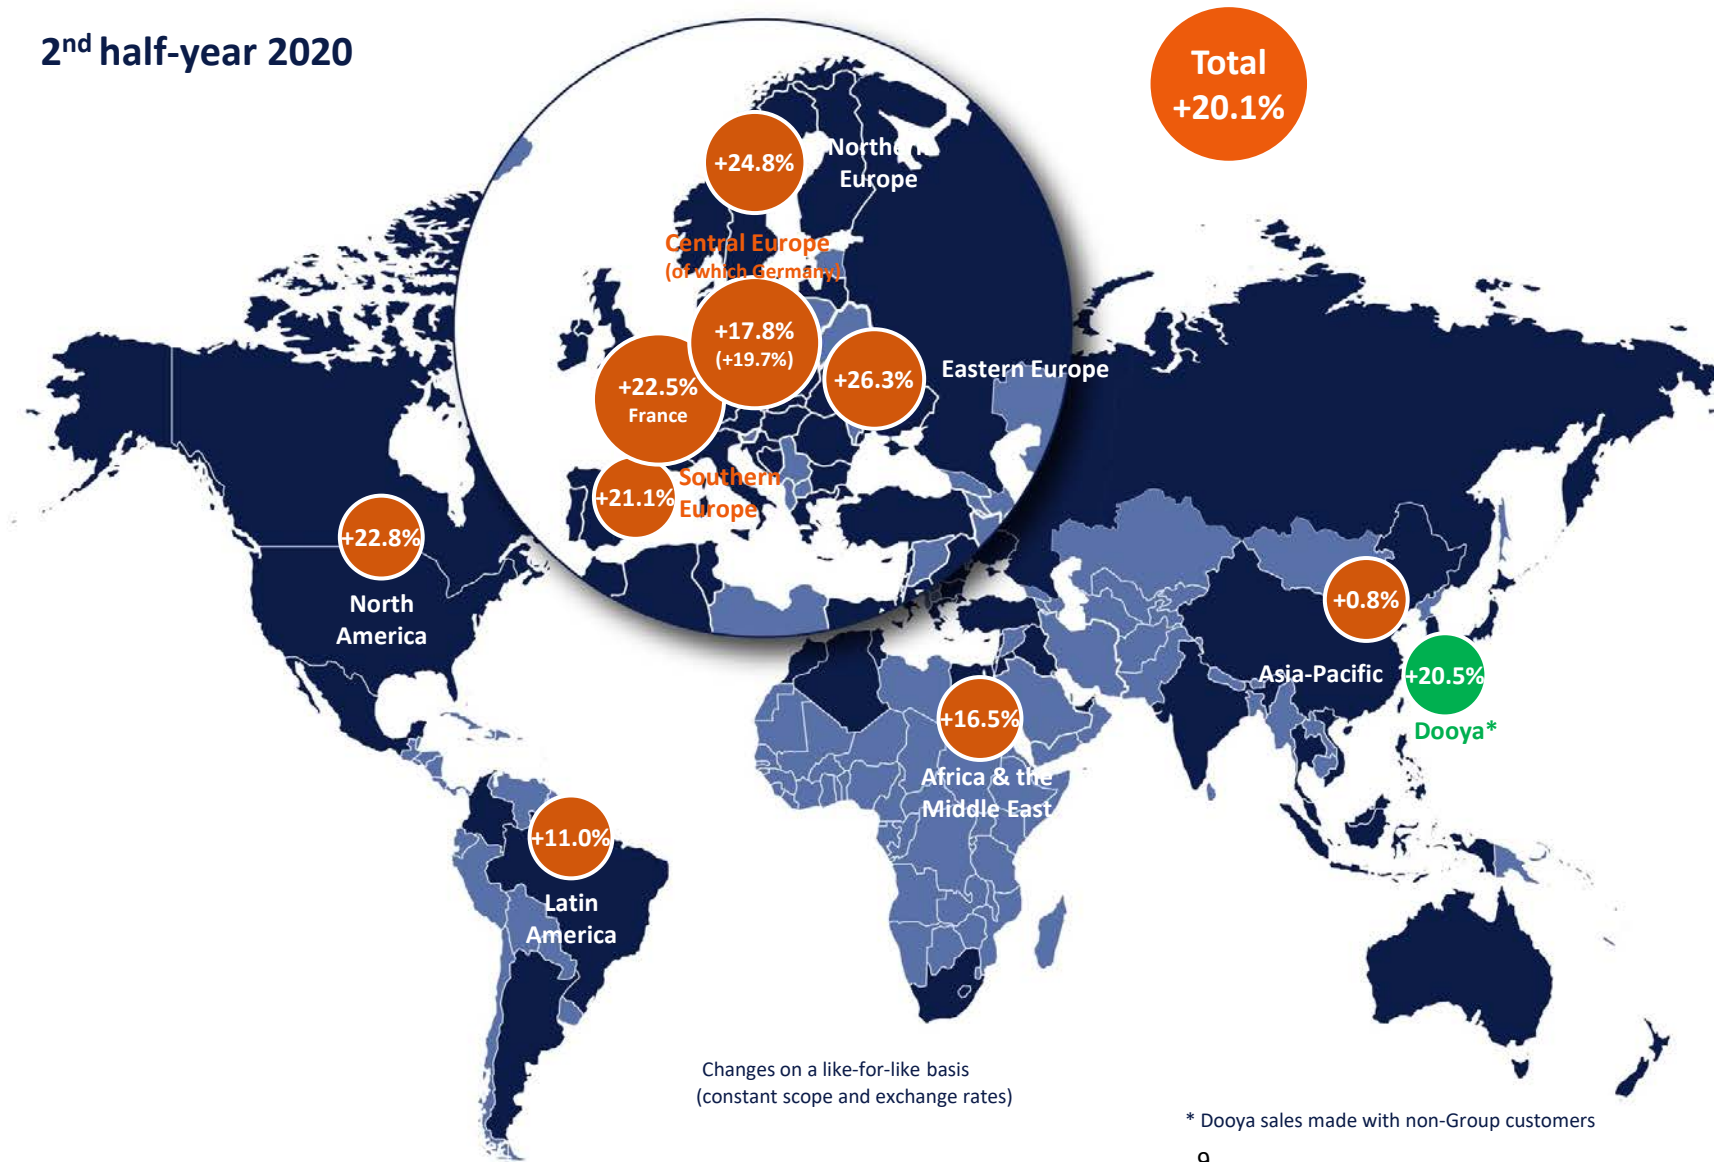 2nd half-year 2020
Total
+20.1%
+24.8%
Northern
Europe
Central Europe
(of which Germany)
+17.8%
(+19.7%)
+22.5%
France
+26.3%
Eastern Europe
+21.1%
Southern
Europe
+22.8%
North
America
+0.8%
Asia-Pacific
+20.5%
Dooya*
+16.5%
Africa & the
Middle East
+11.0%
Latin
America
Changes on a like-for-like basis
(constant scope and exchange rates)
* Dooya sales made with non-Group customers
9